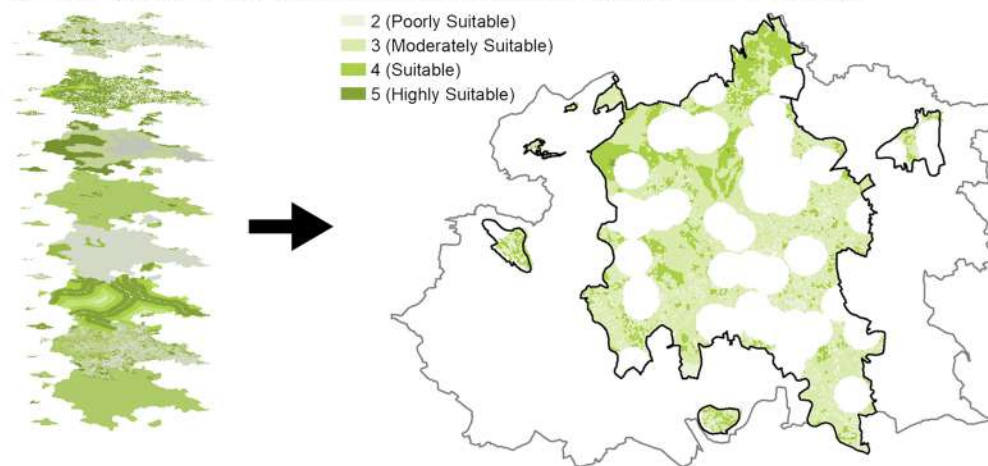 2 (Poorly Suitable)
3 (Moderately Suitable)
4 (Suitable)
5 (Highly Suitable)